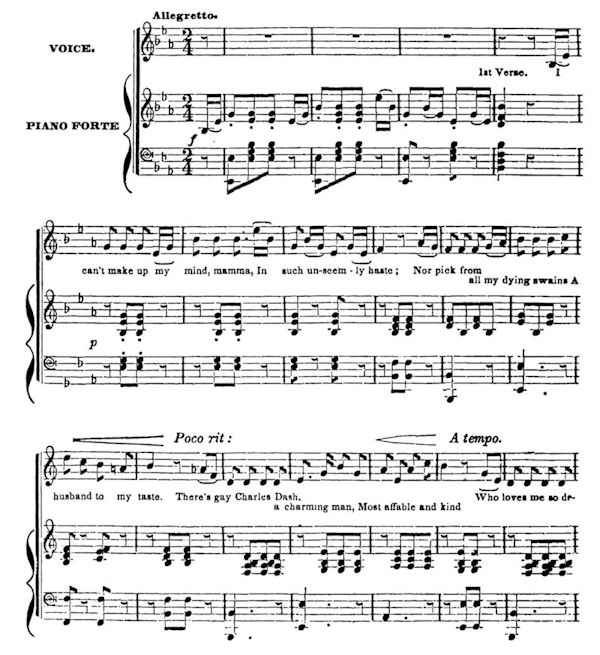 Allegretto.
VOICE.
1st Verse. I
PIANO FORTE
f
can't make up my mind, mamma, In such un-seem - ly haste; Nor pick from
all my dying swains A
p
Poco rit: A tempo.
husband to my taste. There's gay Charles Dash, Who loves me so de-
a charming man, Most affable and kind